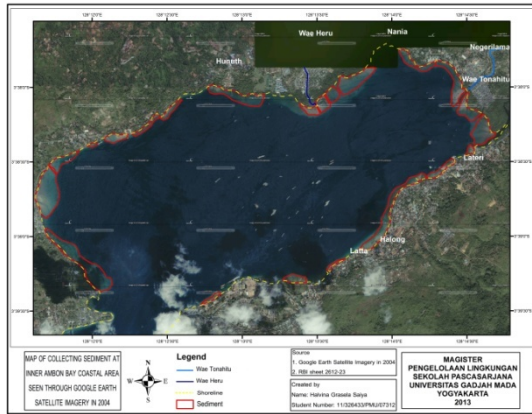 Wae Heru
Nania
Negerilama
Hunuth
Wae Tonahitu
Lateri
Halong
Latta
MAP OF COLLECTING SEDIMENT AT
INNER AMBON BAY COASTAL AREA
SEEN THROUGH GOOGLE EARTH
SATELLITE IMAGERY IN 2004
N
W
E
S
Legend
Wae Tonahitu
Wae Heru
Shoreline
Sediment
Source
1. Google Earth Satellite Imagery in 2004
2. RBI sheet 2612-23
Created by
Name: Halvina Grasela Saiya
Student Number: 11/326433/PMU/07312
MAGISTER
PENGELOLAAN LINGKUNGAN
SEKOLAH PASCASARJANA
UNIVERSITAS GADJAH MADA
YOGYAKARTA
2013